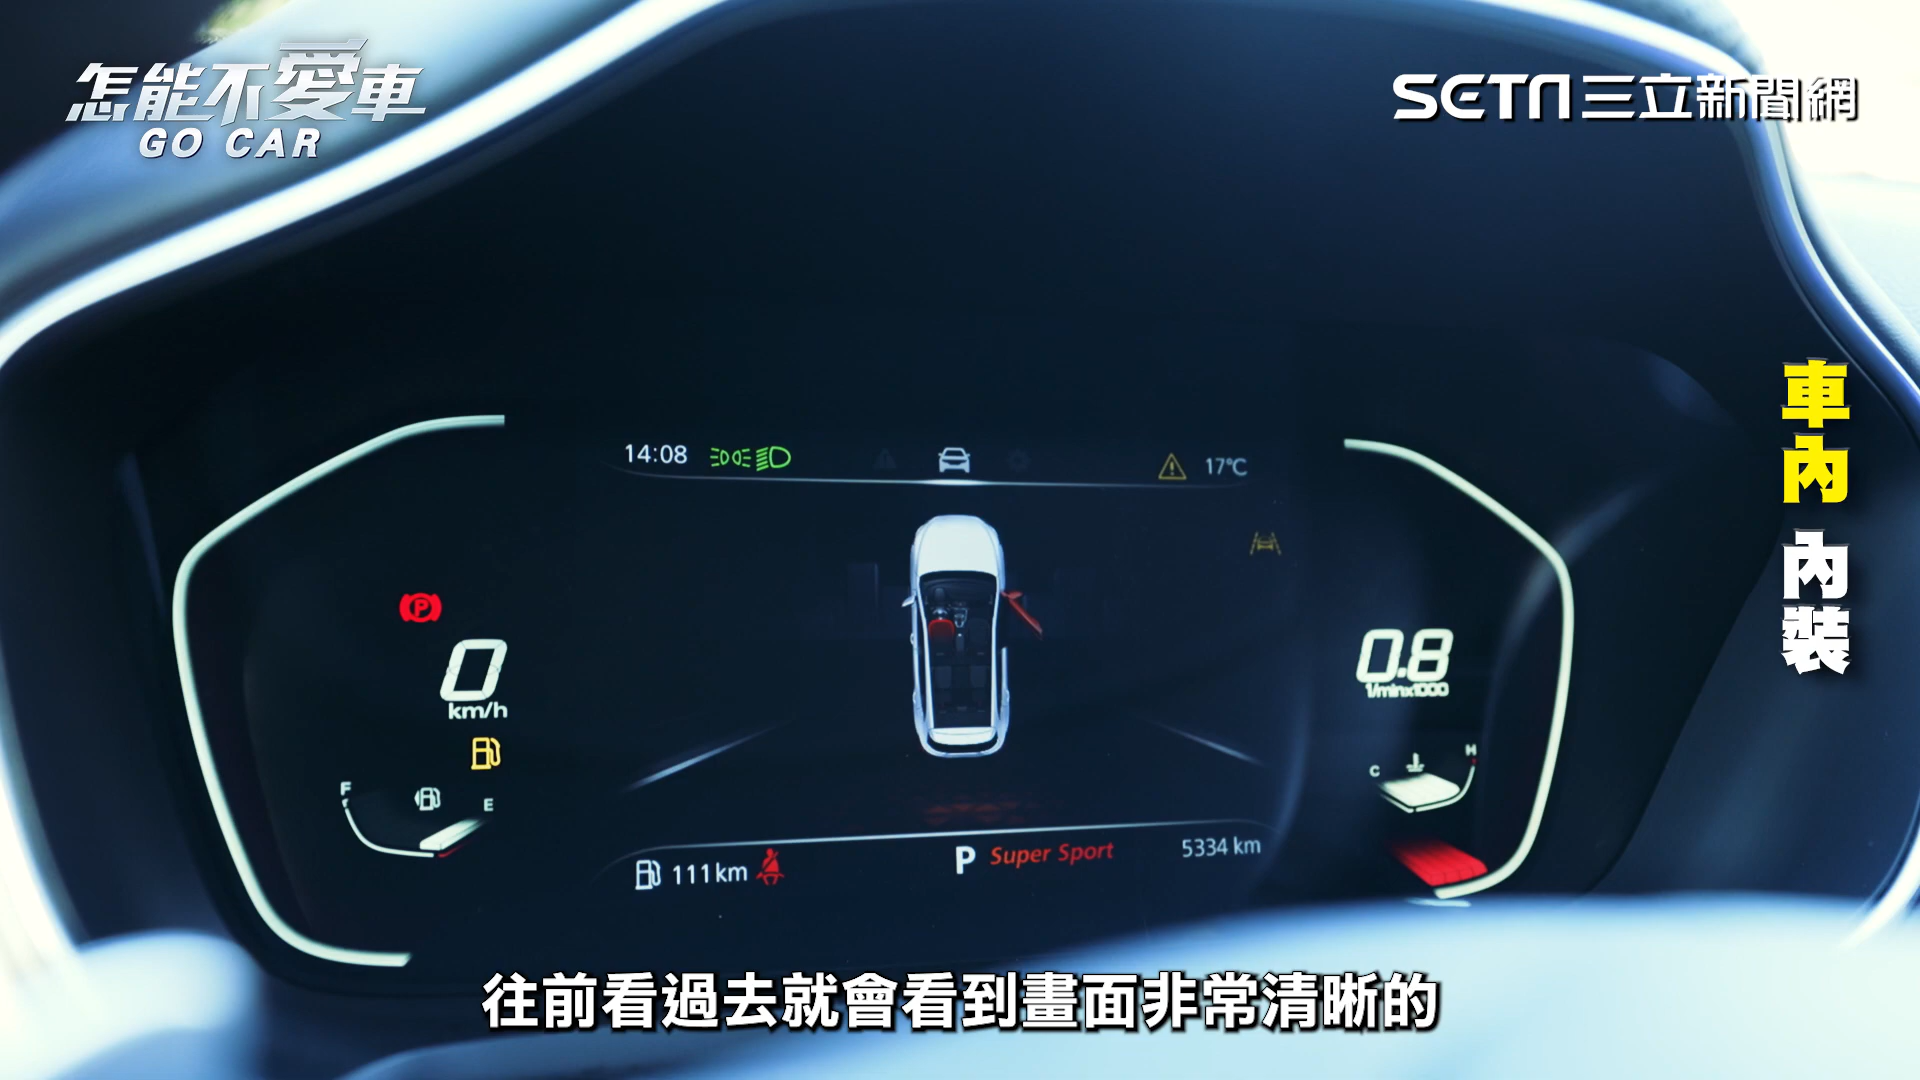 怎能不愛車
GO CAR
SETN三立新聞網
車內 內裝
14:08
17°C
P
0
km/h
0.8
1/minx1000
F
E
C
H
111km
P
Super Sport
5334 km
往前看過去就會看到畫面非常清晰的